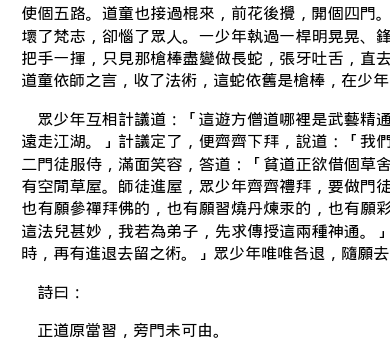 使個五路。道童也接過棍來，前花後攪，開個四門。
壞了梵志，卻惱了眾人。一少年執過一桿明晃晃、鋒
把手一揮，只見那槍棒盡變做長蛇，張牙吐舌，直去
道童依師之言，收了法術，這蛇依舊是槍棒，在少年
眾少年互相計議道：「這遊方僧道哪裡是武藝精通
遠走江湖。」計議定了，便齊齊下拜，說道：「我們
二門徒服侍，滿面笑容，答道：「貧道正欲借個草舍
有空閒草屋。師徒進屋，眾少年齊齊禮拜，要做門徒
也有願參禪拜佛的，也有願習燒丹煉汞的，也有願彩
這法兒甚妙，我若為弟子，先求傳授這兩種神通。」
時，再有進退去留之術。」眾少年唯唯各退，隨願去
詩曰：
正道原當習，旁門未可由。